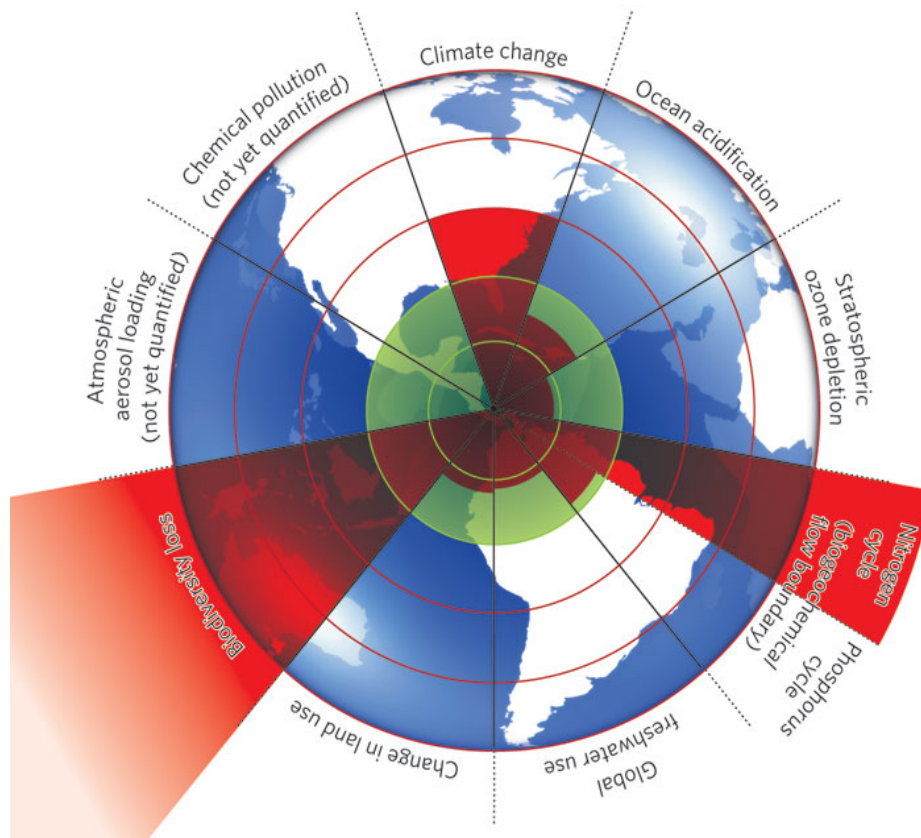 Climate change
Ocean acidification
Stratospheric
ozone depletion
Nitrogen
cycle
(biogeochemical
flow boundary)
Phosphorus
cycle
Global
freshwater use
Change in land use
Biodiversity loss
Atmospheric
aerosol loading
(not yet quantified)
Chemical pollution
(not yet quantified)